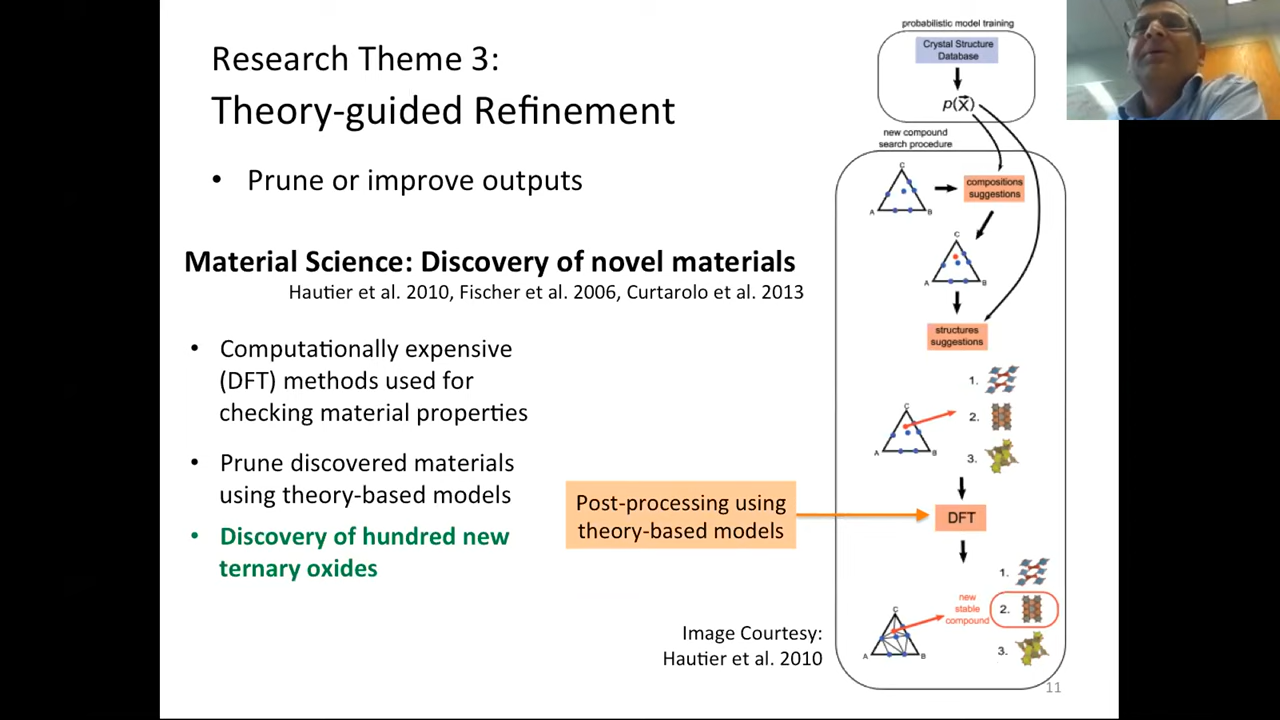 Research Theme 3:
Theory-guided Refinement
• Prune or improve outputs
Material Science: Discovery of novel materials
Hautier et al. 2010, Fischer et al. 2006, Curtarolo et al. 2013
• Computationally expensive
(DFT) methods used for
checking material properties
• Prune discovered materials
using theory-based models
• Discovery of hundred new
ternary oxides
Post-processing using
theory-based models
Image Courtesy:
Hautier et al. 2010
probabilistic model training
Crystal Structure
Database
p(X⃗)
new compound
search procedure
C
A
B
compositions
suggestions
C
A
B
structures
suggestions
1.
C
2.
A
B
3.
DFT
1.
new
stable
compound
2.
C
A
B
3.
11